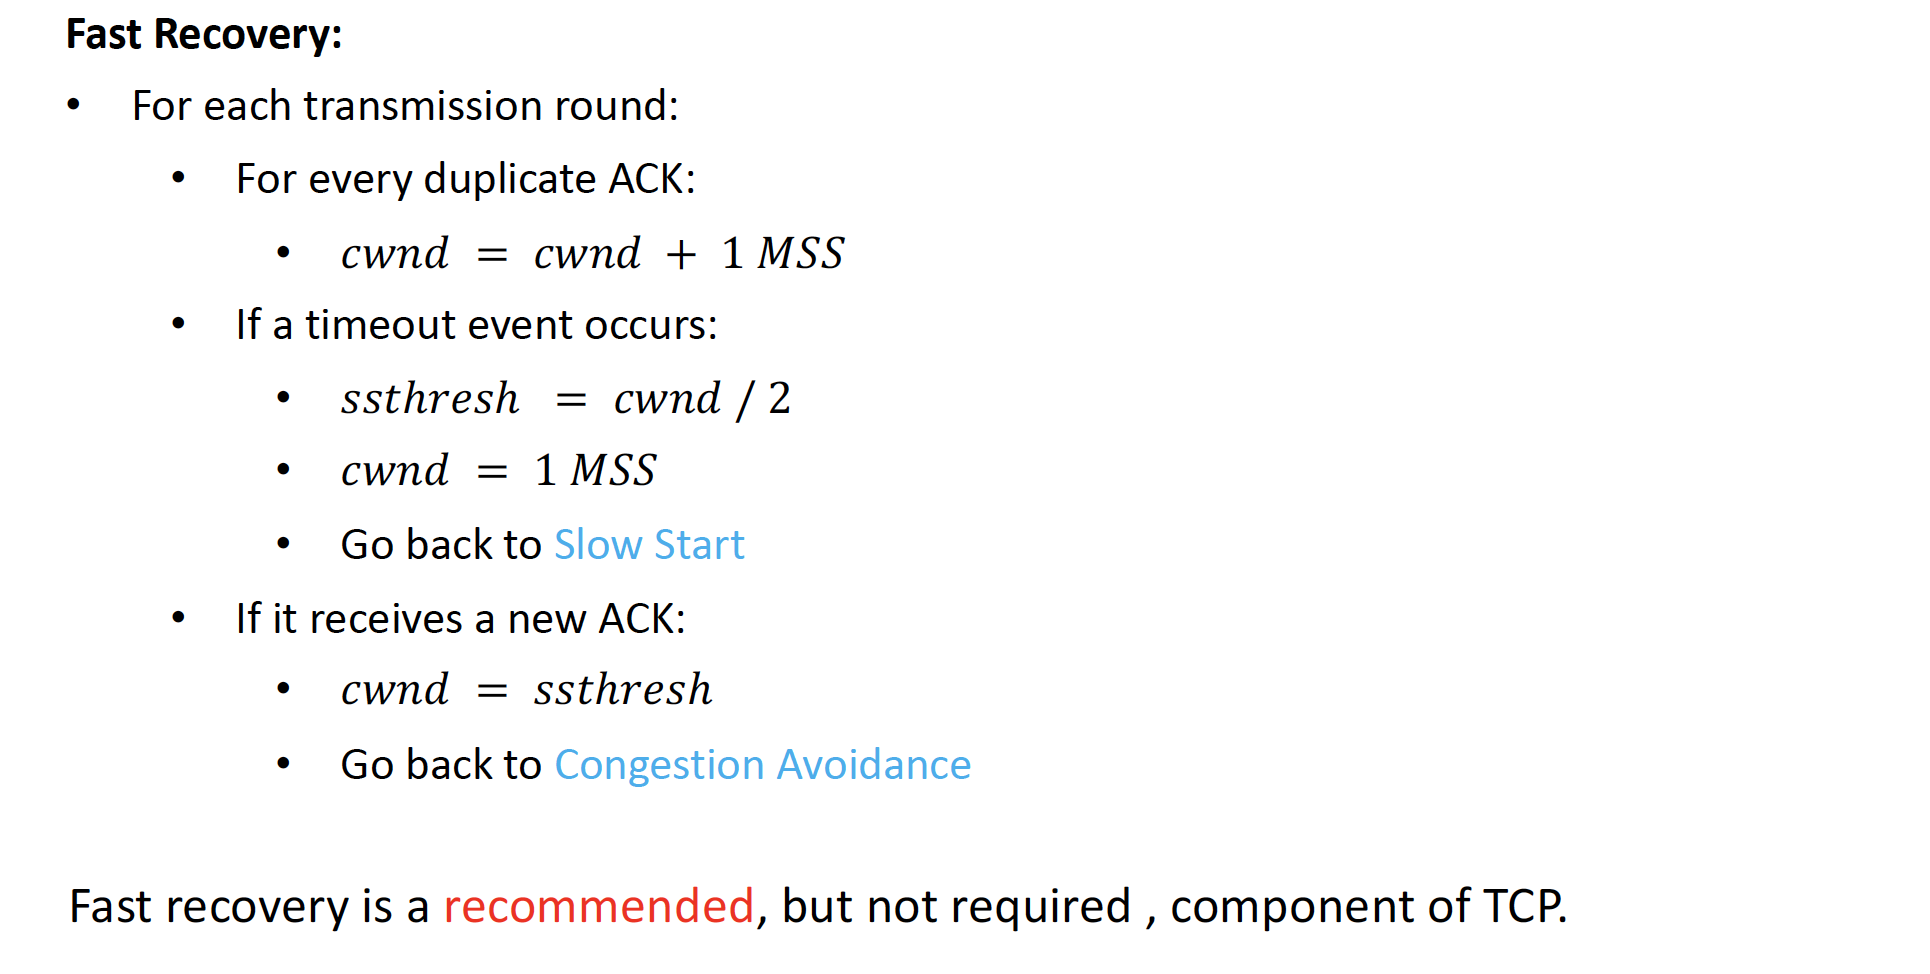 Fast Recovery:
• For each transmission round:
• For every duplicate ACK:
• cwnd = cwnd + 1 MSS
• If a timeout event occurs:
• ssthresh = cwnd / 2
• cwnd = 1 MSS
• Go back to Slow Start
• If it receives a new ACK:
• cwnd = ssthresh
• Go back to Congestion Avoidance
Fast recovery is a recommended, but not required , component of TCP.